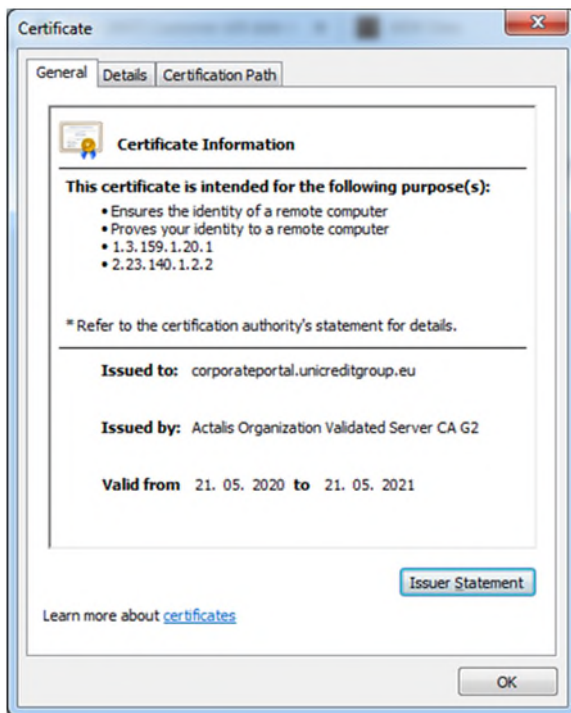 Certificate
General Details Certification Path
Certificate Information
This certificate is intended for the following purpose(s):
• Ensures the identity of a remote computer
• Proves your identity to a remote computer
• 1.3.159.1.20.1
• 2.23.140.1.2.2
* Refer to the certification authority's statement for details.
Issued to: corporateportal.unicreditgroup.eu
Issued by: Actalis Organization Validated Server CA G2
Valid from 21. 05. 2020 to 21. 05. 2021
Issuer Statement
Learn more about certificates
OK